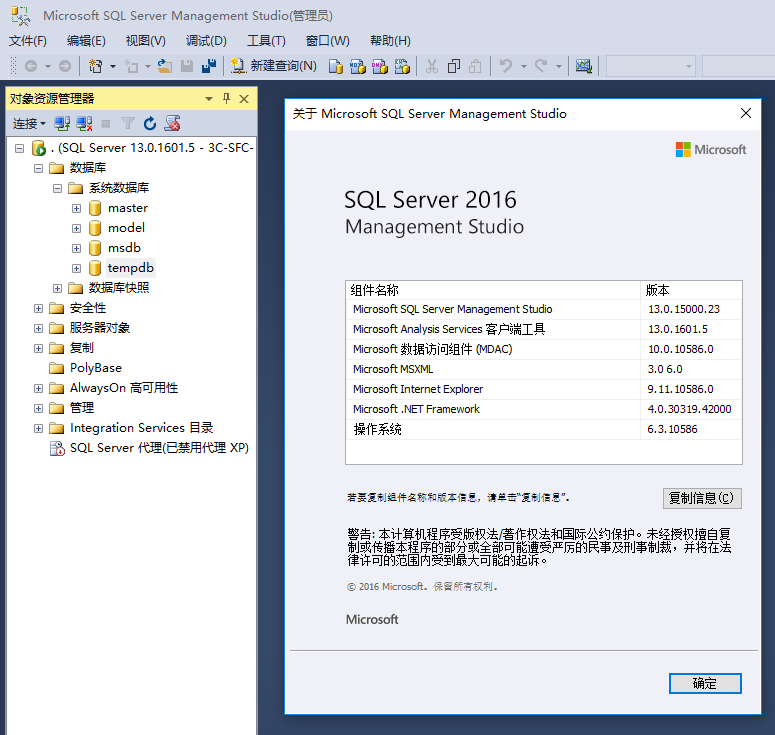 Microsoft SQL Server Management Studio(管理员)
文件(F) 编辑(E) 视图(V) 调试(D) 工具(T) 窗口(W) 帮助(H)
新建查询(N)
对象资源管理器
连接
. (SQL Server 13.0.1601.5 - 3C-SFC-
数据库
系统数据库
master
model
msdb
tempdb
数据库快照
安全性
服务器对象
复制
PolyBase
AlwaysOn 高可用性
管理
Integration Services 目录
SQL Server 代理(已禁用代理 XP)
关于 Microsoft SQL Server Management Studio
Microsoft
SQL Server 2016
Management Studio
组件名称 版本
Microsoft SQL Server Management Studio 13.0.15000.23
Microsoft Analysis Services 客户端工具 13.0.1601.5
Microsoft 数据访问组件 (MDAC) 10.0.10586.0
Microsoft MSXML 3.0 6.0
Microsoft Internet Explorer 9.11.10586.0
Microsoft .NET Framework 4.0.30319.42000
操作系统 6.3.10586
若要复制组件名称和版本信息，请单击“复制信息”。
复制信息(C)
警告: 本计算机程序受版权法/著作权法和国际公约保护。未经授权擅自复
制或传播本程序的部分或全部可能遭受严厉的民事及刑事制裁，并将在法
律许可的范围内受到最大可能的起诉。
© 2016 Microsoft。保留所有权利。
Microsoft
确定